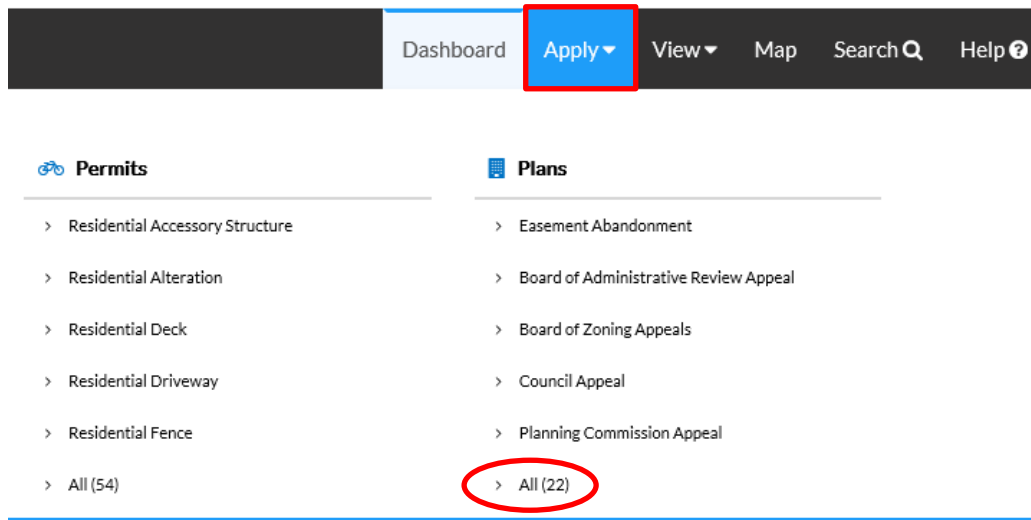 Dashboard Apply View Map Search Help
Permits
Residential Accessory Structure
Residential Alteration
Residential Deck
Residential Driveway
Residential Fence
All (54)
Plans
Easement Abandonment
Board of Administrative Review Appeal
Board of Zoning Appeals
Council Appeal
Planning Commission Appeal
All (22)